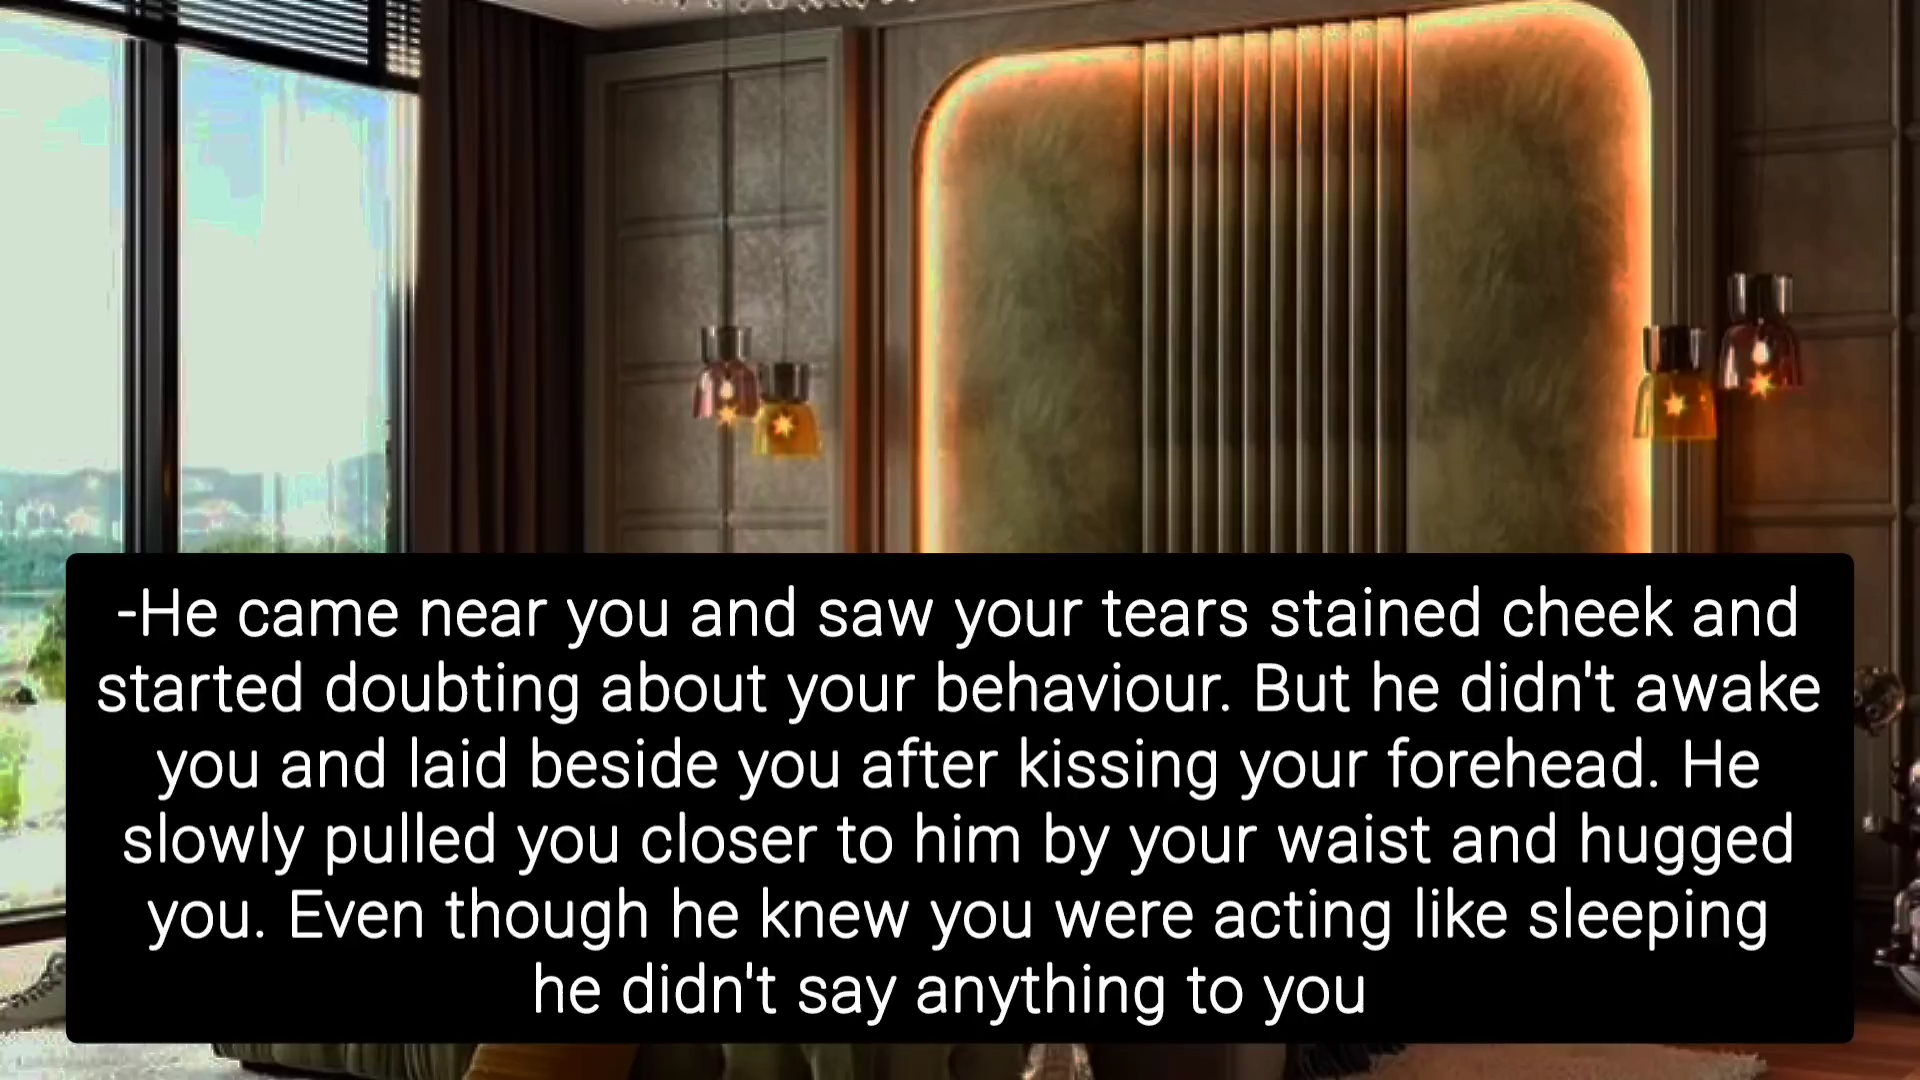 -He came near you and saw your tears stained cheek and
started doubting about your behaviour. But he didn't awake
you and laid beside you after kissing your forehead. He
slowly pulled you closer to him by your waist and hugged
you. Even though he knew you were acting like sleeping
he didn't say anything to you